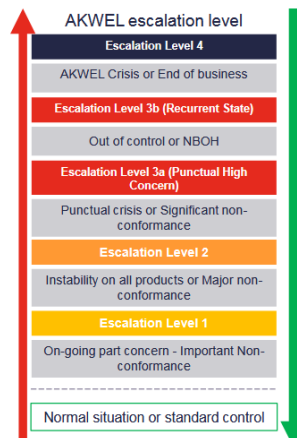 AKWEL escalation level
Escalation Level 4
AKWEL Crisis or End of business
Escalation Level 3b (Recurrent State)
Out of control or NBOH
Escalation Level 3a (Punctual High
Concern)
Punctual crisis or Significant non-
conformance
Escalation Level 2
Instability on all products or Major non-
conformance
Escalation Level 1
On-going part concern - Important Non-
conformance
Normal situation or standard control